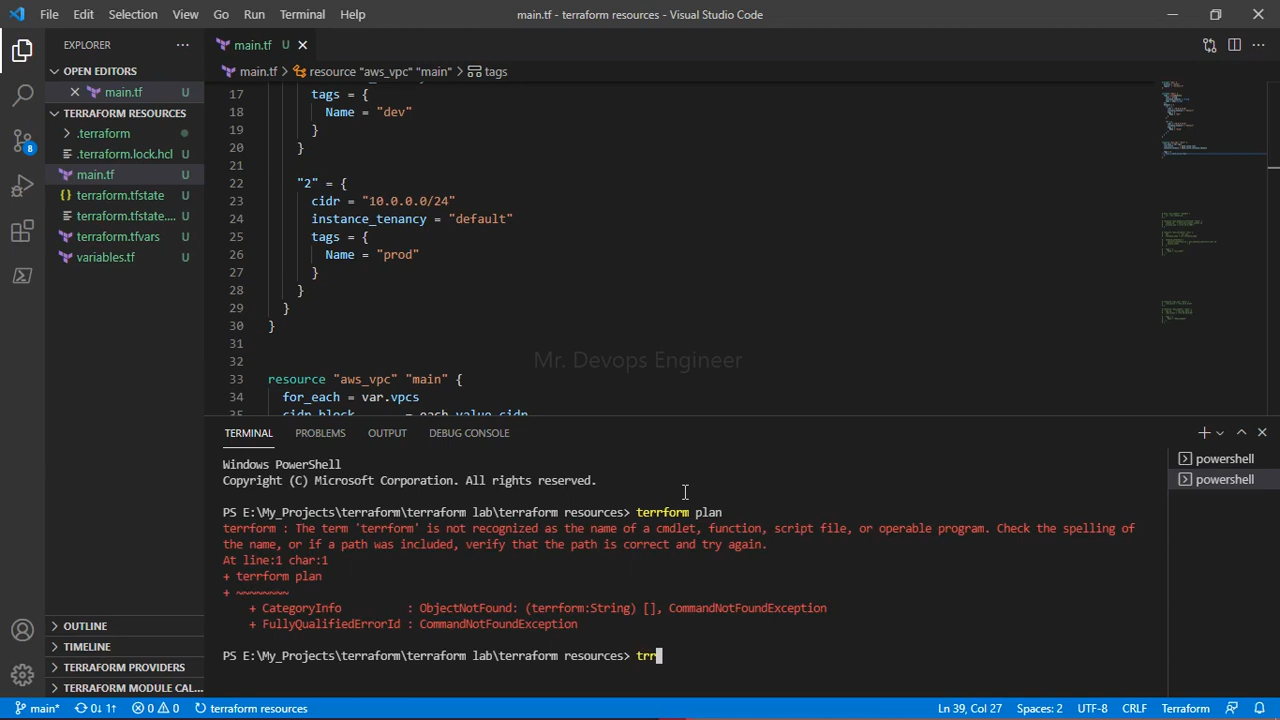 File Edit Selection View Go Run Terminal Help main.tf - terraform resources - Visual Studio Code
EXPLORER
OPEN EDITORS
main.tf U
TERRAFORM RESOURCES
.terraform
.terraform.lock.hcl U
main.tf U
terraform.tfstate U
terraform.tfstate.... U
terraform.tfvars U
variables.tf U
OUTLINE
TIMELINE
TERRAFORM PROVIDERS
TERRAFORM MODULE CAL...
8
main.tf U
main.tf > resource "aws_vpc" "main" > tags
17 tags = {
18 Name = "dev"
19 }
20 }
21
22 "2" = {
23 cidr = "10.0.0.0/24"
24 instance_tenancy = "default"
25 tags = {
26 Name = "prod"
27 }
28 }
29 }
30 }
31
32
Mr. Devops Engineer
33 resource "aws_vpc" "main" {
34 for_each = var.vpcs
35 cidr_block = each.value.cidr
TERMINAL PROBLEMS OUTPUT DEBUG CONSOLE
powershell
powershell
Windows PowerShell
Copyright (C) Microsoft Corporation. All rights reserved.
PS E:\My_Projects\terraform\terraform lab\terraform resources> terrform plan
terrform : The term 'terrform' is not recognized as the name of a cmdlet, function, script file, or operable program. Check the spelling of
the name, or if a path was included, verify that the path is correct and try again.
At line:1 char:1
+ terrform plan
+ ~~~~~~~~
+ CategoryInfo : ObjectNotFound: (terrform:String) [], CommandNotFoundException
+ FullyQualifiedErrorId : CommandNotFoundException
PS E:\My_Projects\terraform\terraform lab\terraform resources> trr
main* 0↓ 1↑ 0 0 terraform resources Ln 39, Col 27 Spaces: 2 UTF-8 CRLF Terraform